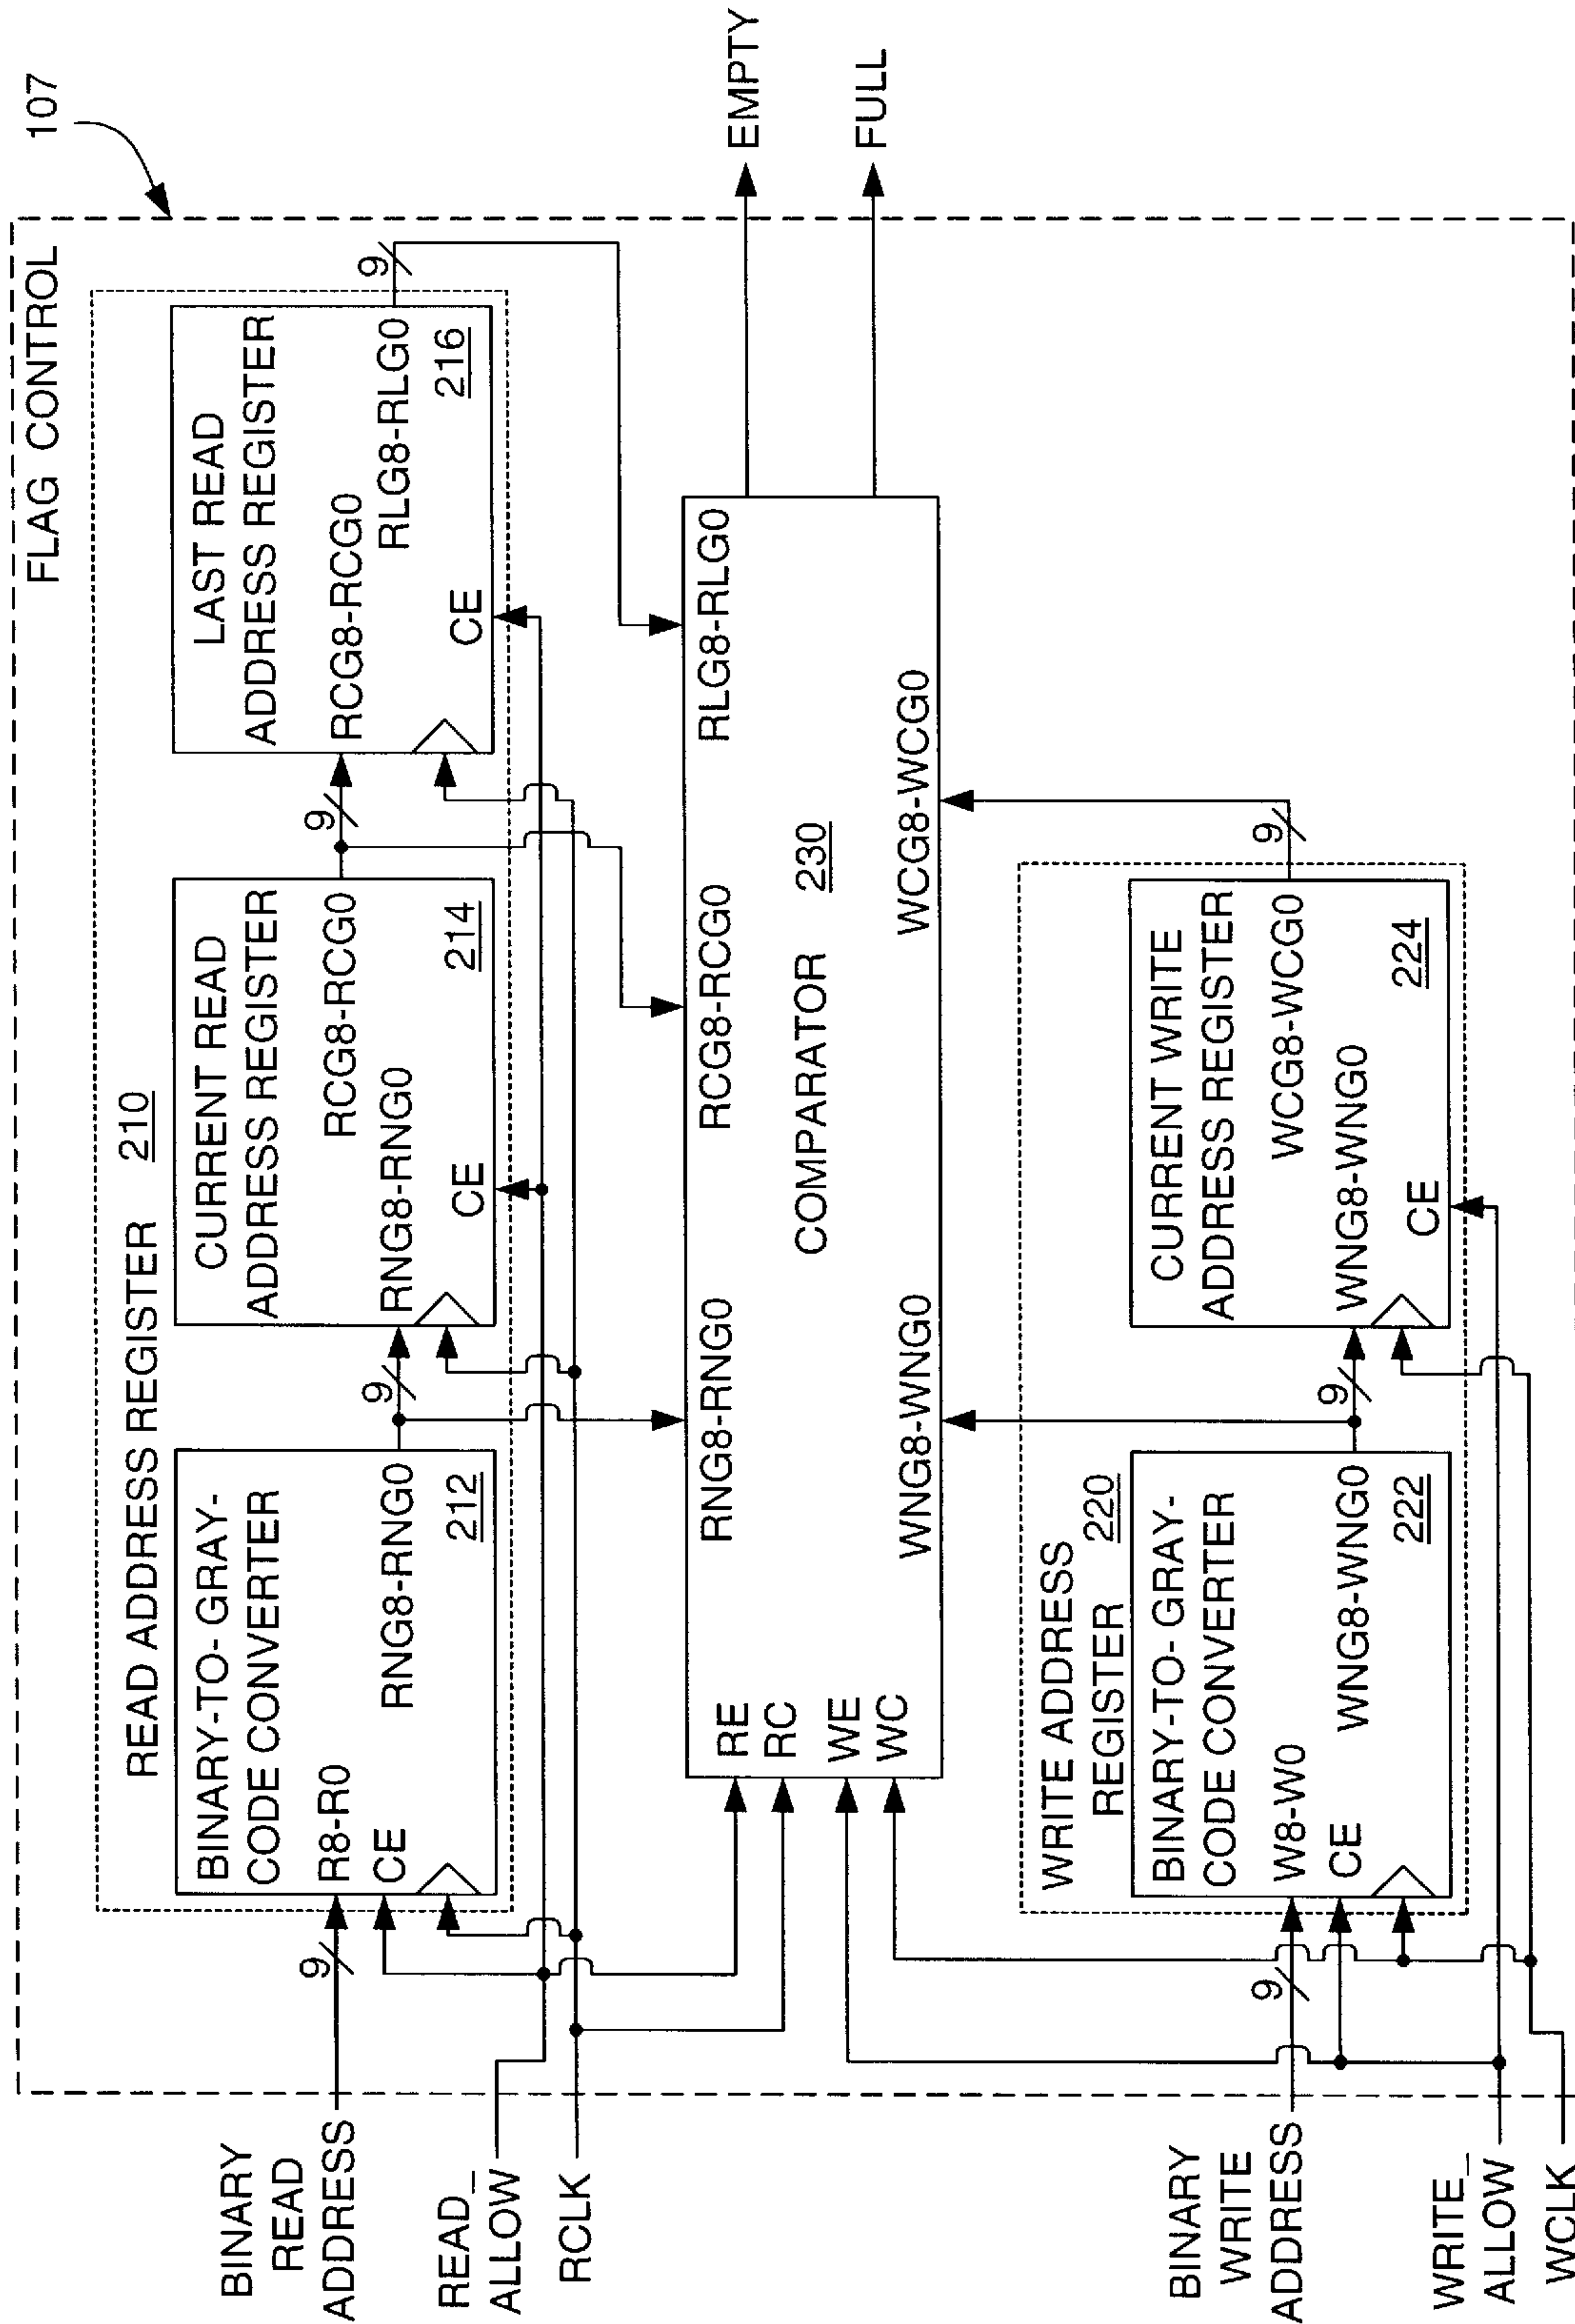 107
FLAG CONTROL
READ ADDRESS REGISTER 210
BINARY-TO- GRAY-
CODE CONVERTER
R8-R0
CE
RNG8-RNG0
212
9
CURRENT READ
ADDRESS REGISTER
RCG8-RCG0
RNG8-RNG0
214
CE
9
LAST READ
ADDRESS REGISTER
RCG8-RCG0
RLG8-RLG0
216
CE
9
BINARY
READ
ADDRESS
9
READ_
ALLOW
RCLK
RNG8-RNG0
RCG8-RCG0
RLG8-RLG0
RE
RC
WE
WC
COMPARATOR 230
WNG8-WNG0
WCG8-WCG0
EMPTY
FULL
WRITE ADDRESS
REGISTER 220
BINARY-TO- GRAY-
CODE CONVERTER
W8-W0
CE
WNG8-WNG0
222
9
CURRENT WRITE
ADDRESS REGISTER
WCG8-WCG0
WNG8-WNG0
224
CE
9
BINARY
WRITE
ADDRESS
9
WRITE_
ALLOW
WCLK